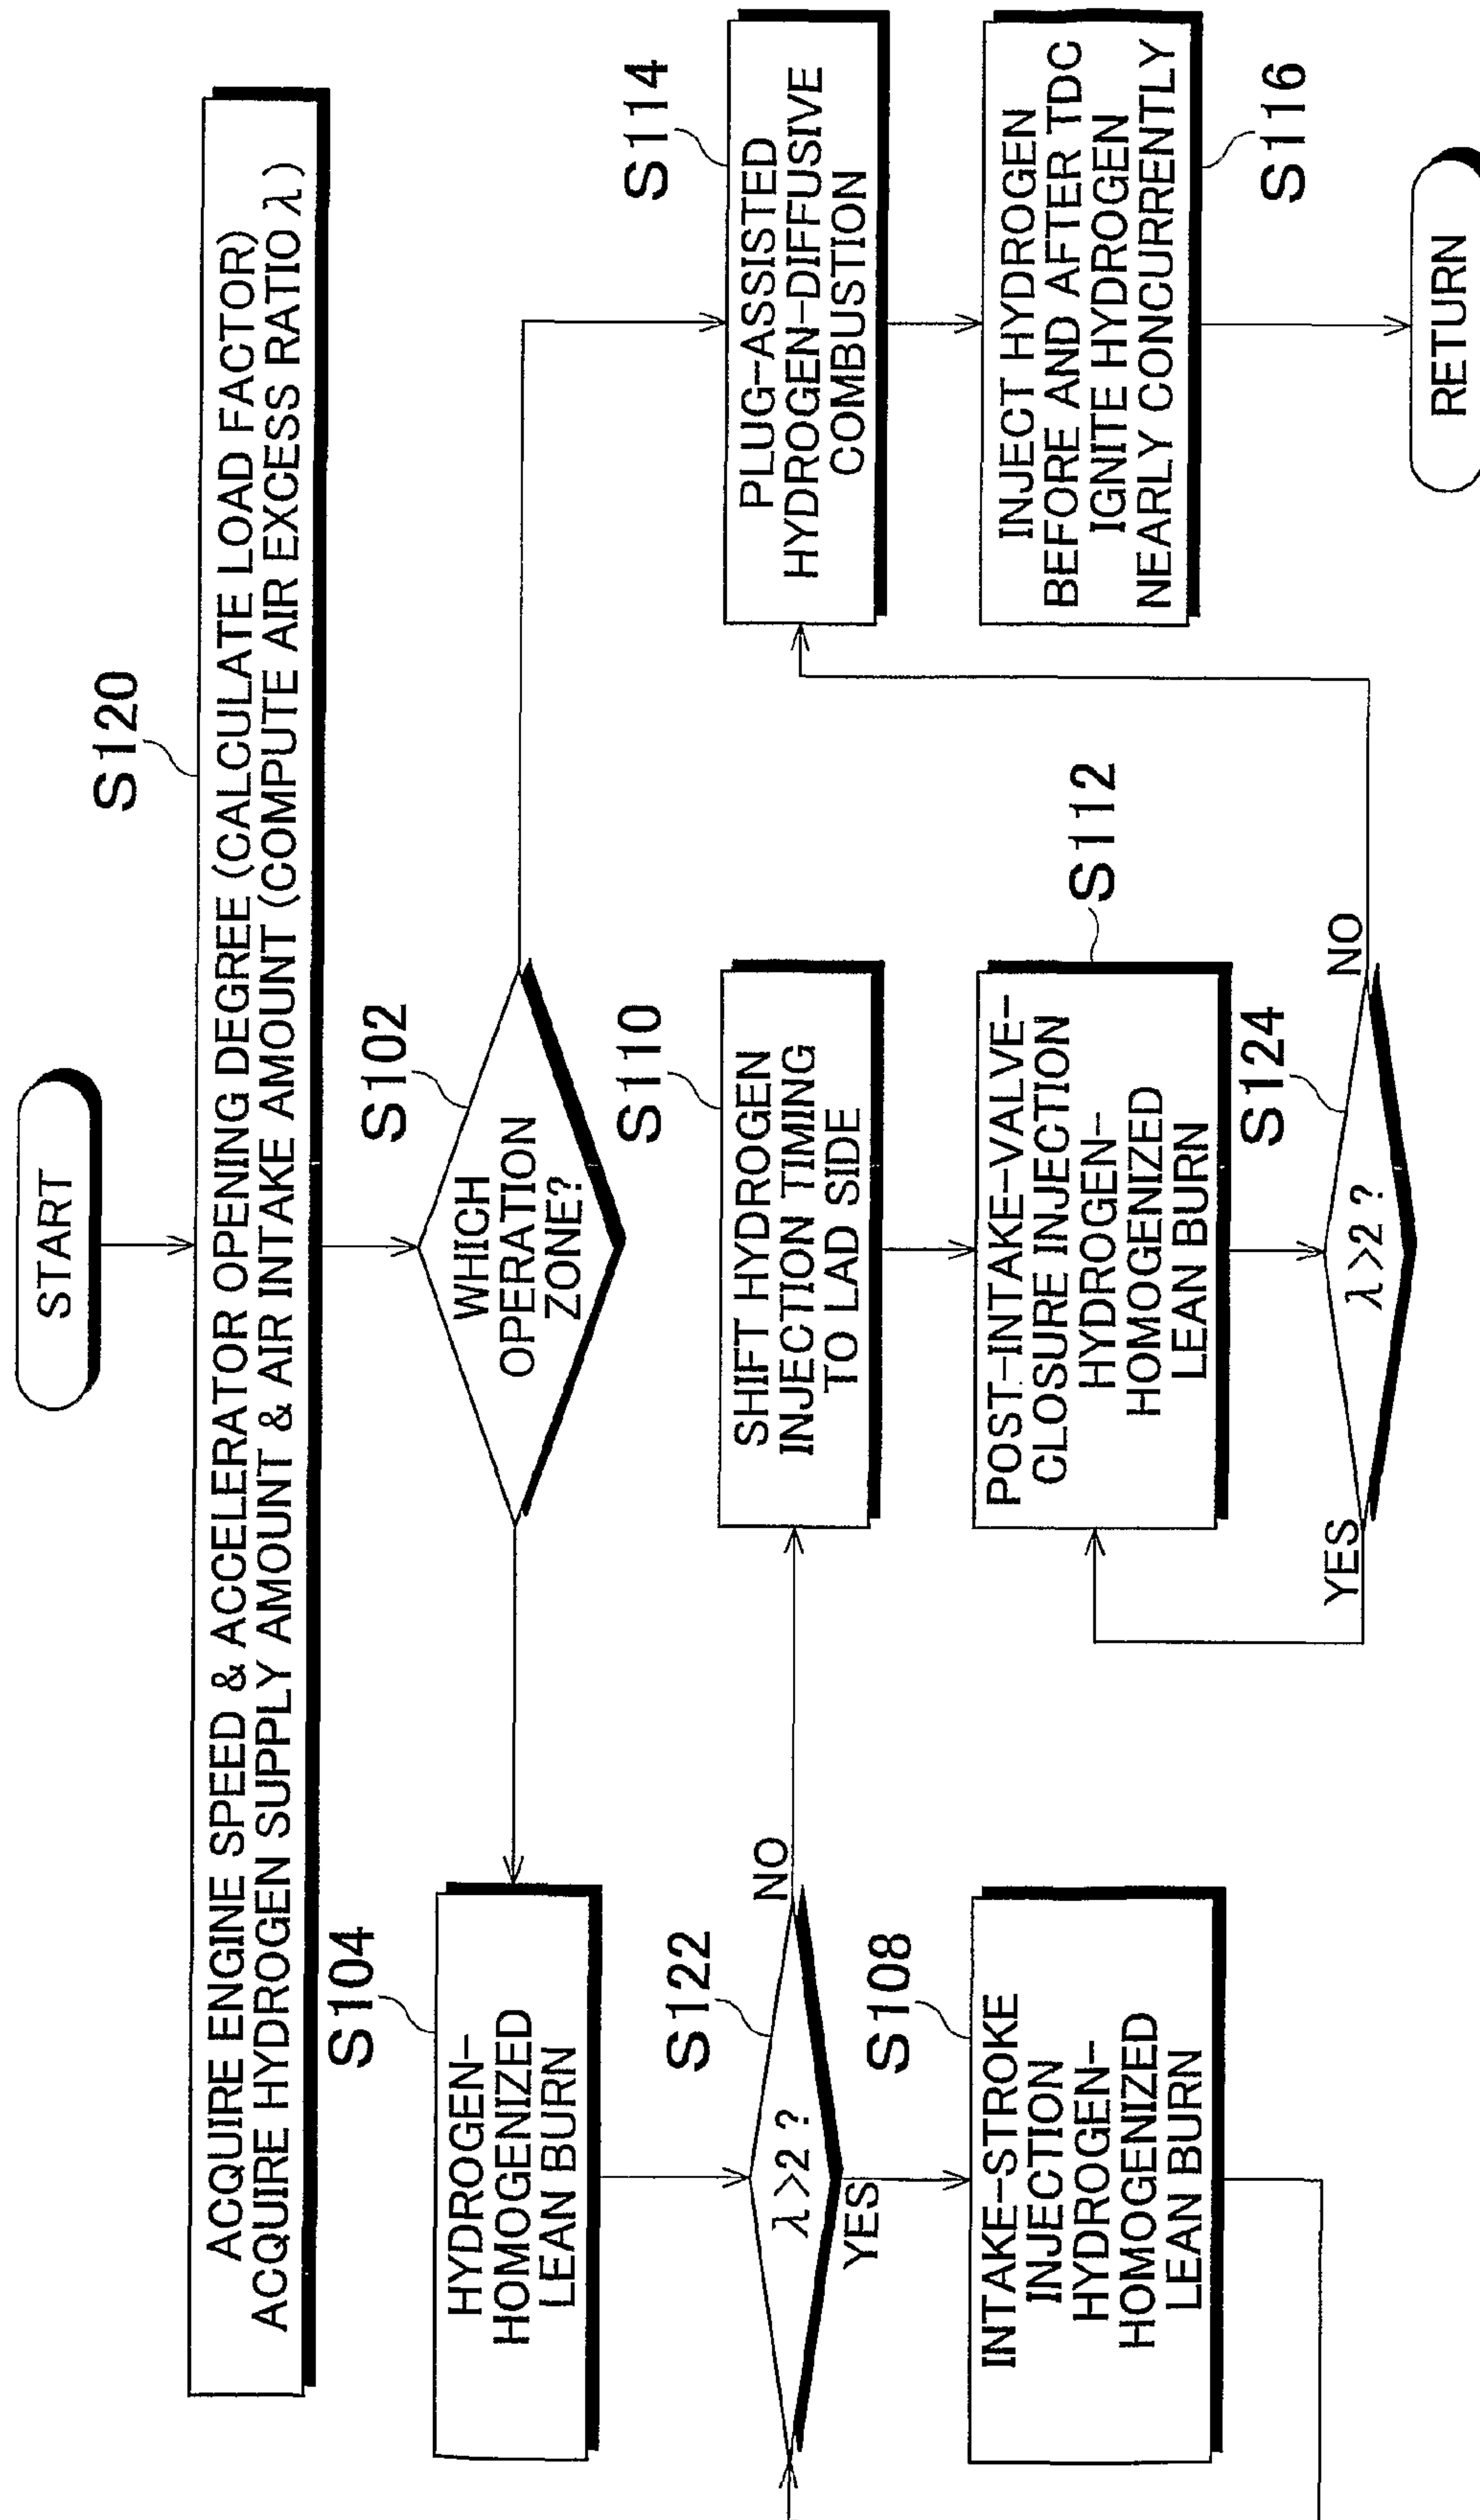 START
S120
ACQUIRE ENGINE SPEED & ACCELERATOR OPENING DEGREE (CALCULATE LOAD FACTOR)
ACQUIRE HYDROGEN SUPPLY AMOUNT & AIR INTAKE AMOUNT (COMPUTE AIR EXCESS RATIO λ)
S102
WHICH
OPERATION
ZONE?
S104
HYDROGEN-
HOMOGENIZED
LEAN BURN
S122
λ>2?
NO
YES
S108
INTAKE-STROKE
INJECTION
HYDROGEN-
HOMOGENIZED
LEAN BURN
S110
SHIFT HYDROGEN
INJECTION TIMING
TO LAD SIDE
S112
POST-INTAKE-VALVE-
CLOSURE INJECTION
HYDROGEN-
HOMOGENIZED
LEAN BURN
S124
λ>2?
YES
NO
S114
PLUG-ASSISTED
HYDROGEN-DIFFUSIVE
COMBUSTION
INJECT HYDROGEN
BEFORE AND AFTER TDC
IGNITE HYDROGEN
NEARLY CONCURRENTLY
S116
RETURN